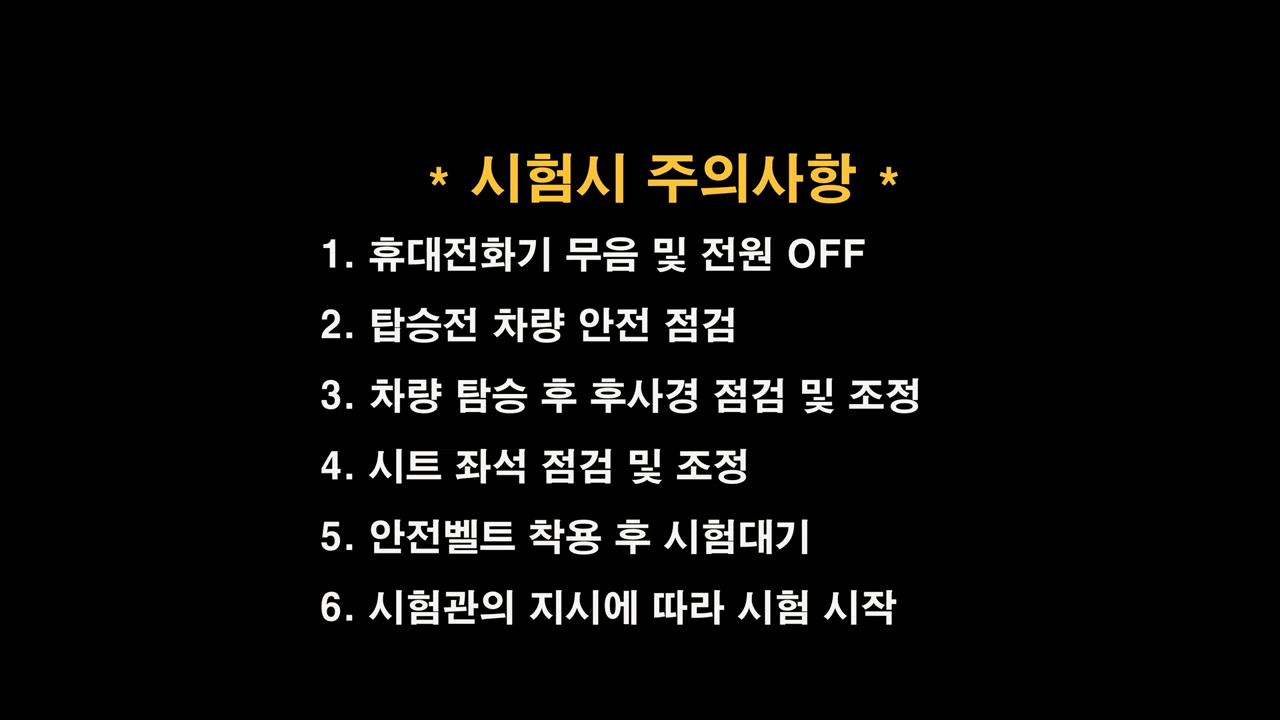 * 시험시 주의사항 *
1. 휴대전화기 무음 및 전원 OFF
2. 탑승전 차량 안전 점검
3. 차량 탐승 후 후사경 점검 및 조정
4. 시트 좌석 점검 및 조정
5. 안전벨트 착용 후 시험대기
6. 시험관의 지시에 따라 시험 시작